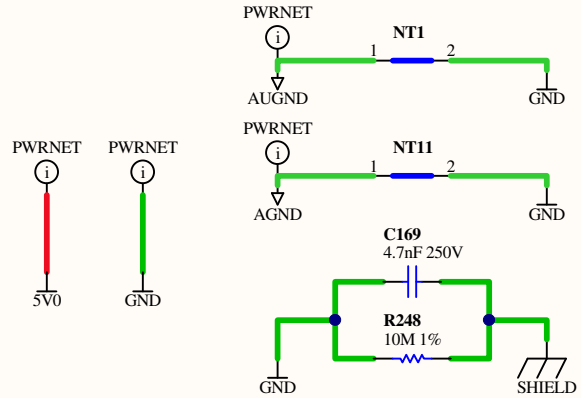 PWRNET
i
NT1
1
2
AUGND
GND
PWRNET
i
NT11
1
2
AGND
GND
PWRNET
i
5V0
PWRNET
i
GND
C169
4.7nF 250V
R248
10M 1%
GND
SHIELD